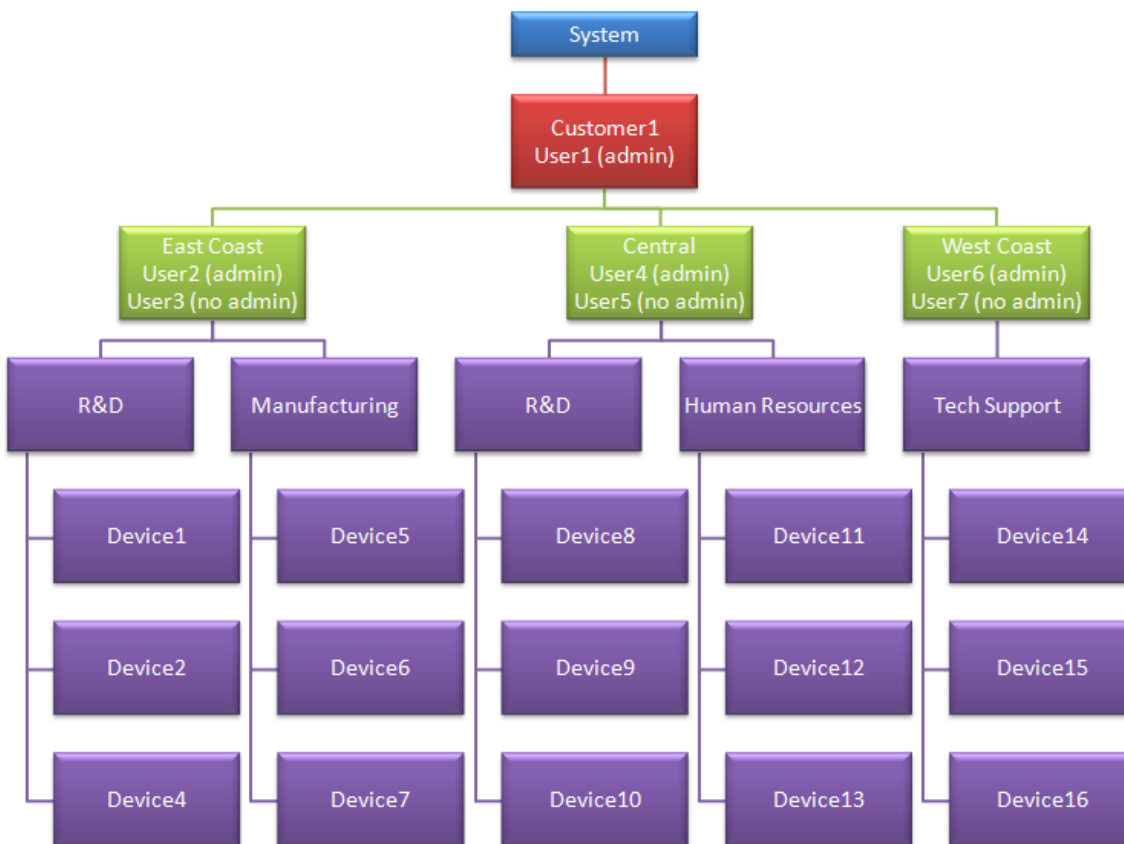 System
Customer1
User1 (admin)
East Coast
User2 (admin)
User3 (no admin)
Central
User4 (admin)
User5 (no admin)
West Coast
User6 (admin)
User7 (no admin)
R&D
Manufacturing
R&D
Human Resources
Tech Support
Device1
Device5
Device8
Device11
Device14
Device2
Device6
Device9
Device12
Device15
Device4
Device7
Device10
Device13
Device16